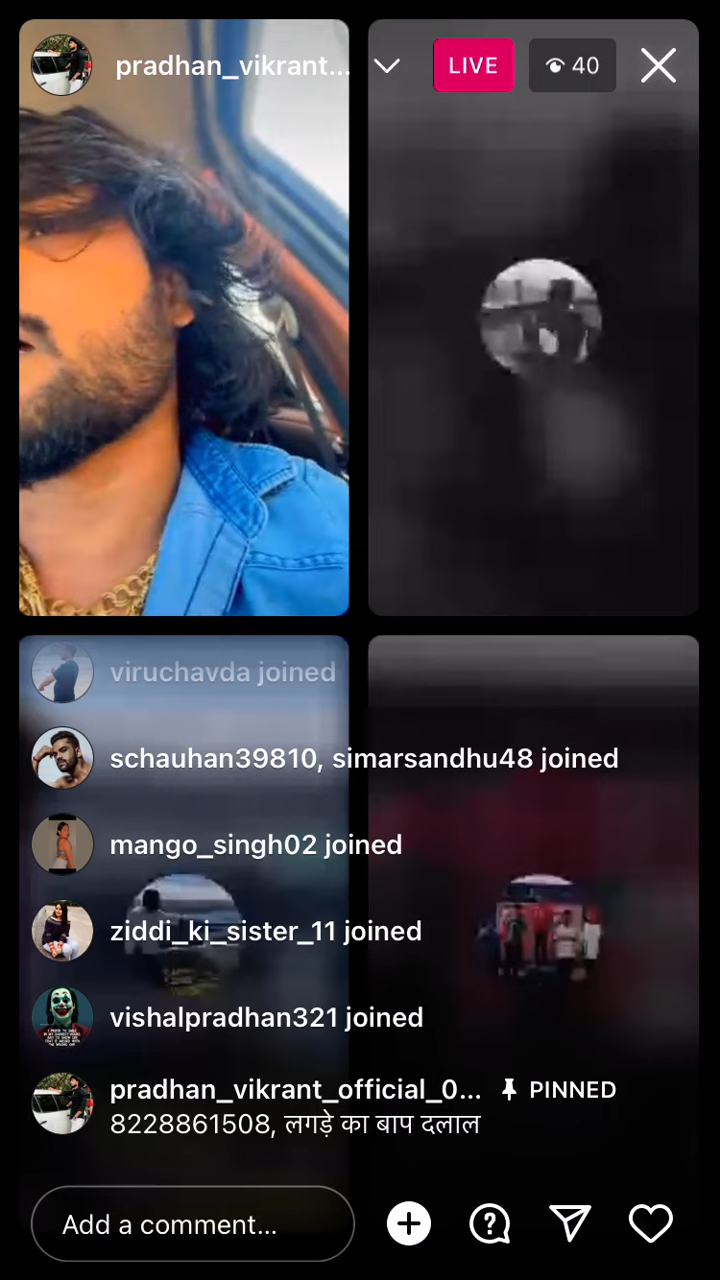 pradhan_vikrant...
LIVE
40
viruchavda joined
schauhan39810, simarsandhu48 joined
mango_singh02 joined
ziddi_ki_sister_11 joined
vishalpradhan321 joined
pradhan_vikrant_official_0... PINNED
8228861508, लगड़े का बाप दलाल
Add a comment...